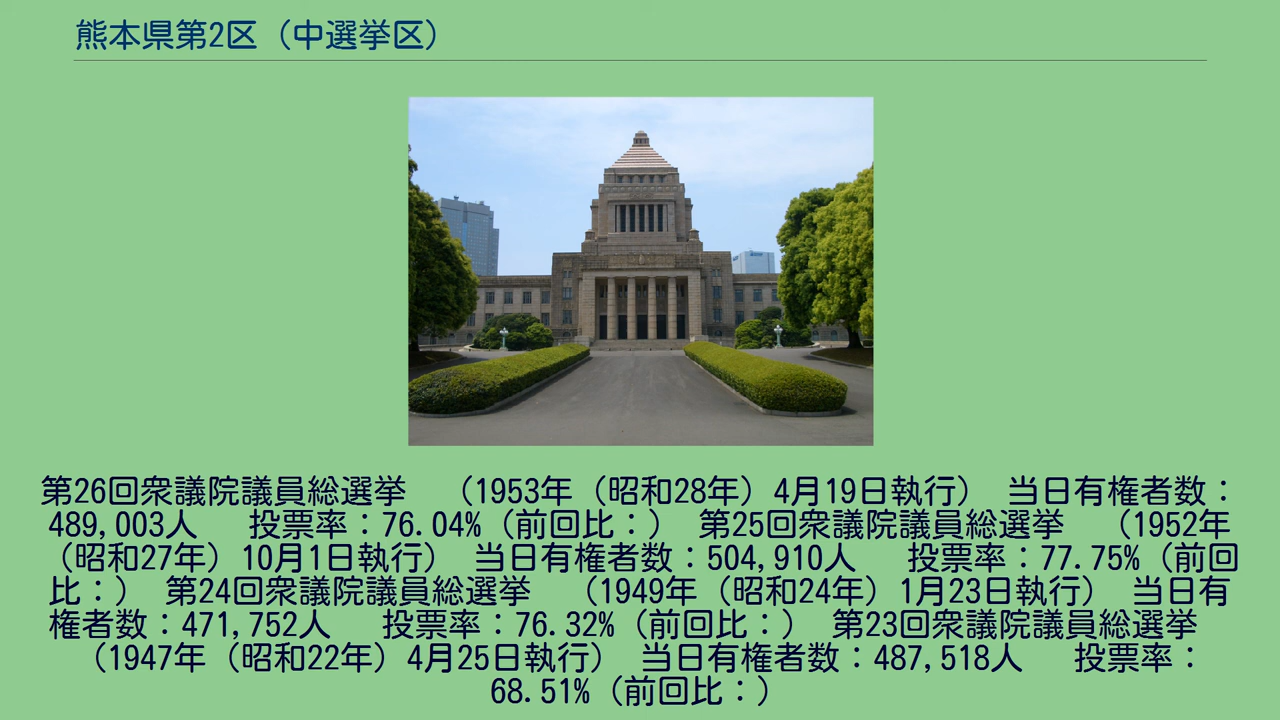 熊本県第2区（中選挙区）
第26回衆議院議員総選挙　（1953年（昭和28年）4月19日執行）　当日有権者数：
489,003人　　投票率：76.04%（前回比：）　第25回衆議院議員総選挙　（1952年
（昭和27年）10月1日執行）　当日有権者数：504,910人　　投票率：77.75%（前回
比：）　第24回衆議院議員総選挙　（1949年（昭和24年）1月23日執行）　当日有
権者数：471,752人　　投票率：76.32%（前回比：）　第23回衆議院議員総選挙
（1947年（昭和22年）4月25日執行）　当日有権者数：487,518人　　投票率：
68.51%（前回比：）